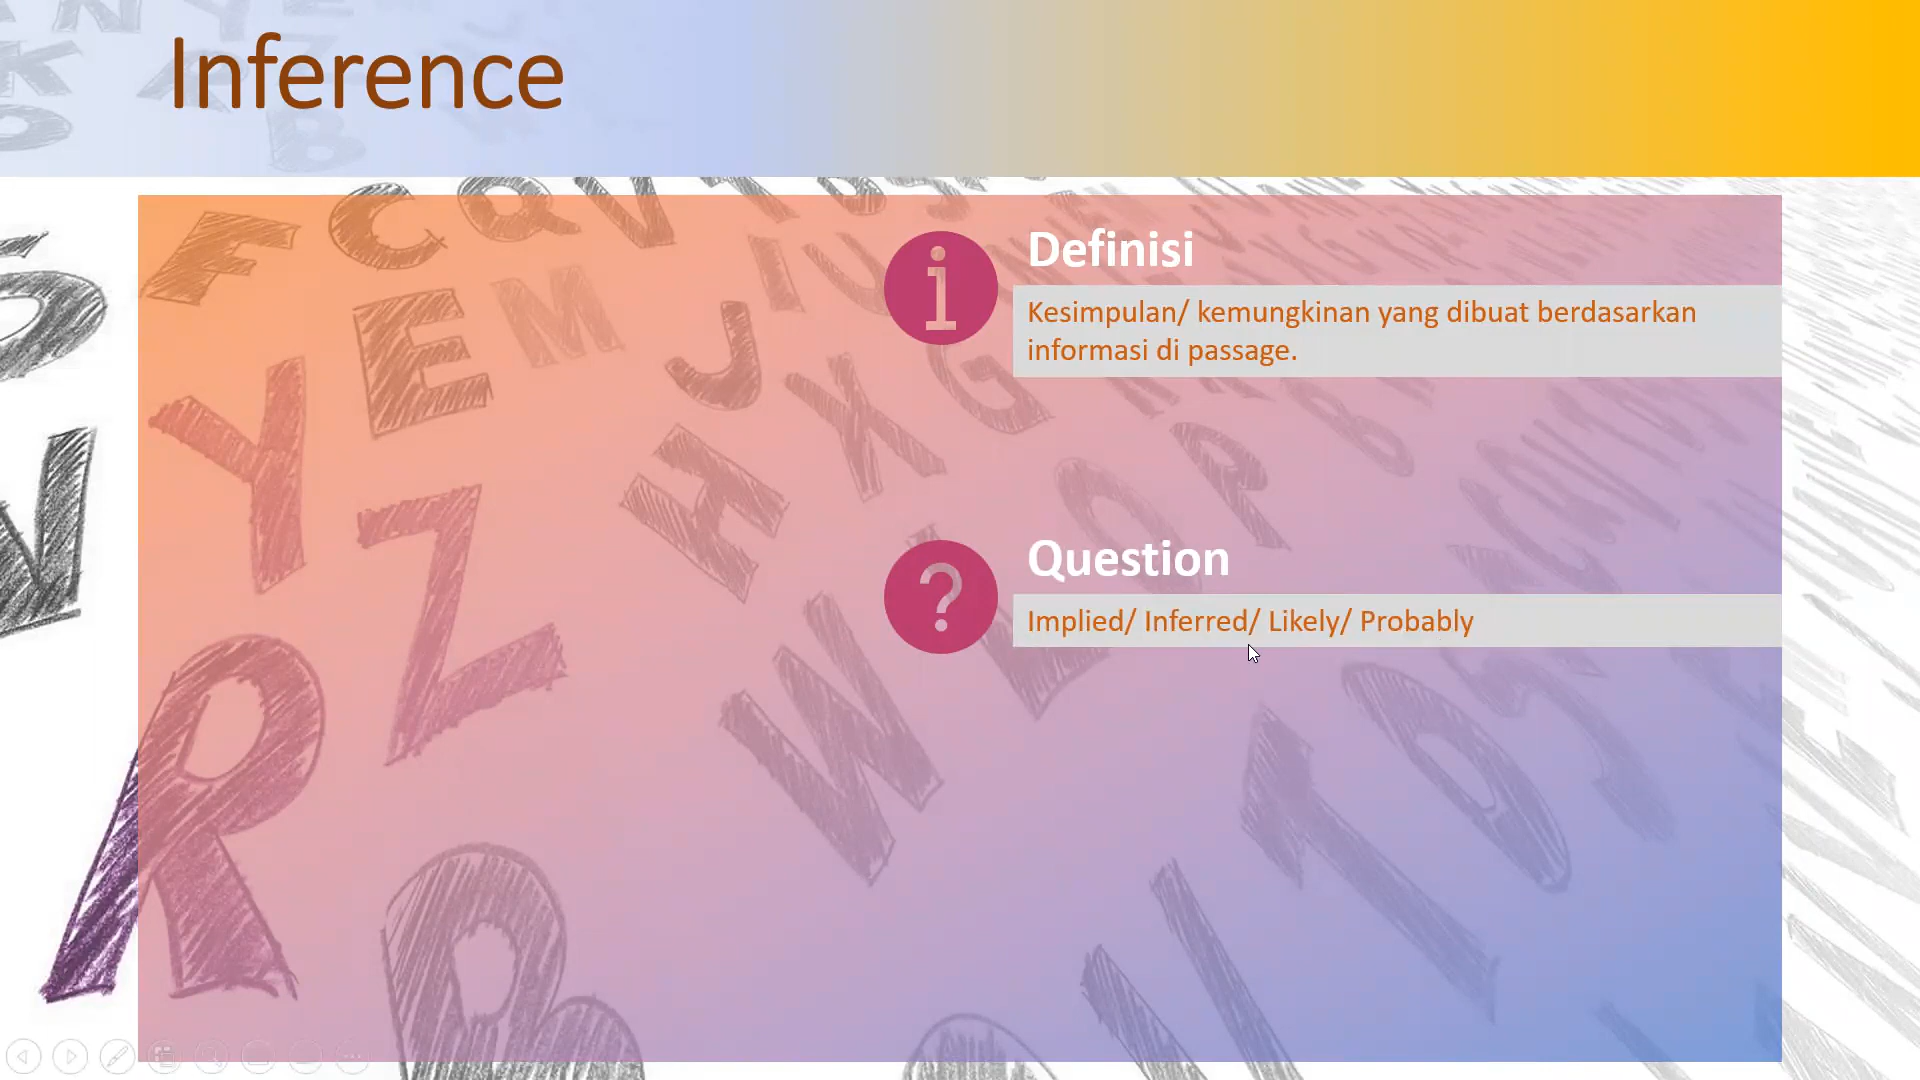 Inference
Definisi
Kesimpulan/ kemungkinan yang dibuat berdasarkan
informasi di passage.
Question
Implied/ Inferred/ Likely/ Probably